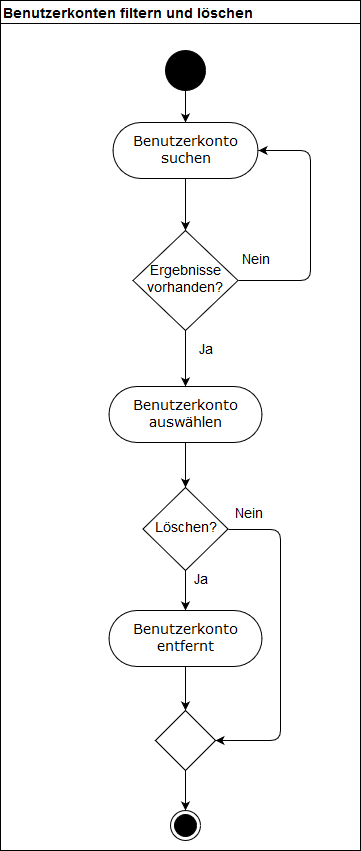 Benutzerkonten filtern und löschen
Benutzerkonto
suchen
Ergebnisse
vorhanden?
Nein
Ja
Benutzerkonto
auswählen
Löschen?
Nein
Ja
Benutzerkonto
entfernt